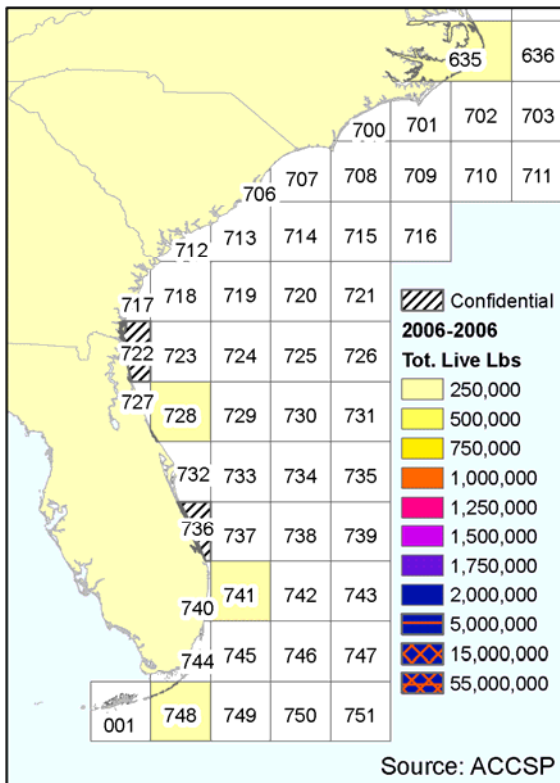 635 636
700 701 702 703
706 707 708 709 710 711
712 713 714 715 716
717 718 719 720 721
722 723 724 725 726
727 728 729 730 731
732 733 734 735
736 737 738 739
740 741 742 743
744 745 746 747
001 748 749 750 751
Confidential
2006-2006
Tot. Live Lbs
250,000
500,000
750,000
1,000,000
1,250,000
1,500,000
1,750,000
2,000,000
5,000,000
15,000,000
55,000,000
Source: ACCSP